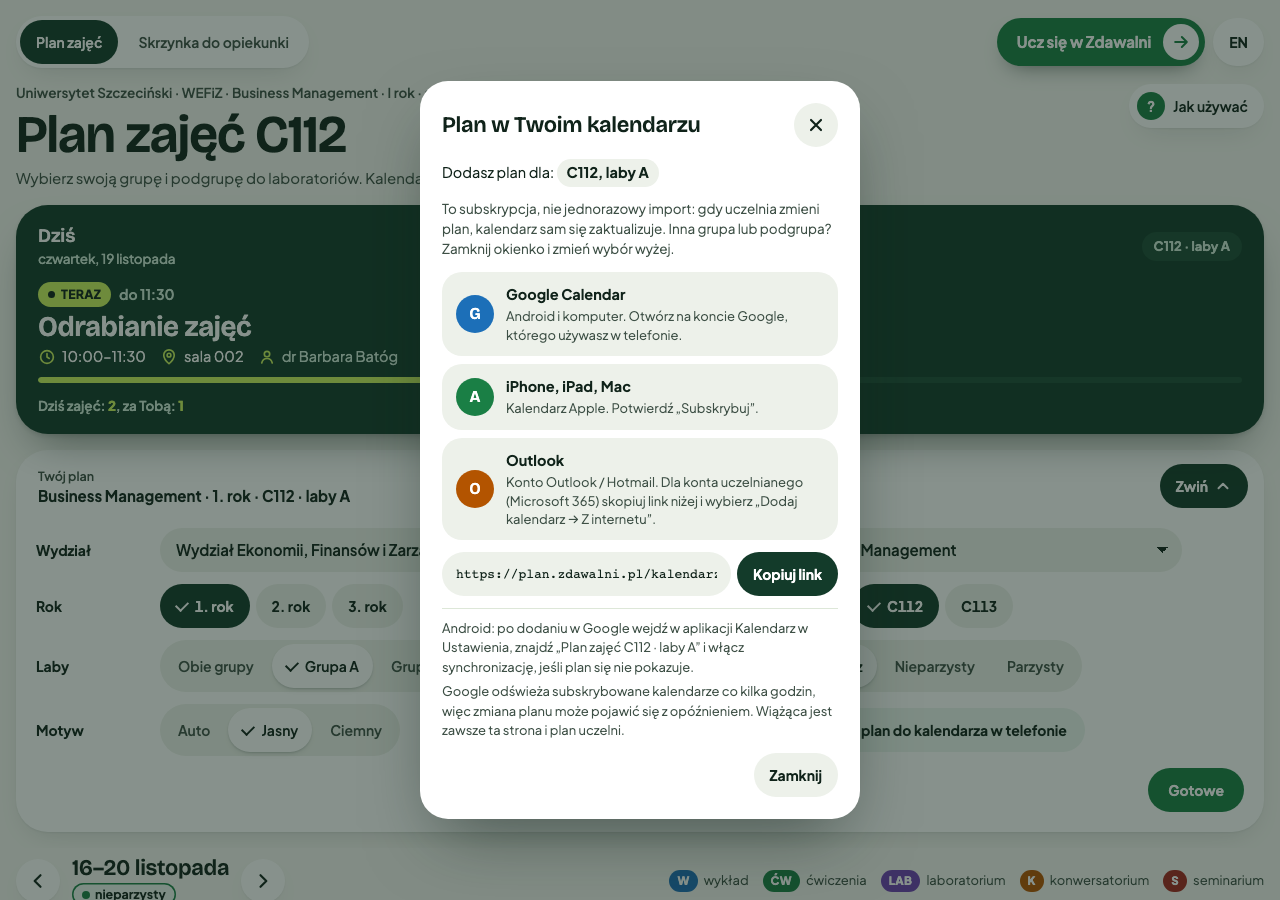 Plan zajęć
Skrzynka do opiekunki
Ucz się w Zdawalni
EN
Uniwersytet Szczeciński · WEFiZ · Business Management · I rok ·
Jak używać
?
Plan zajęć C112
Wybierz swoją grupę i podgrupę do laboratoriów.
Dziś
czwartek, 19 listopada
C112 · laby A
TERAZ
do 11:30
Odrabianie zajęć
10:00–11:30
sala 002
dr Barbara Batóg
Dziś zajęć: 2, za Tobą: 1
Twój plan
Business Management · 1. rok · C112 · laby A
Zwiń
Wydział
Wydział Ekonomii, Finansów i
Management
Rok
1. rok
2. rok
3. rok
C112
C113
Laby
Obie grupy
Grupa A
Nieparzysty
Parzysty
Motyw
Auto
Jasny
Ciemny
plan do kalendarza w telefonie
Gotowe
16–20 listopada
nieparzysty
W wykład
ĆW ćwiczenia
LAB laboratorium
K konwersatorium
S seminarium
Plan w Twoim kalendarzu
Dodasz plan dla: C112, laby A
To subskrypcja, nie jednorazowy import: gdy uczelnia zmieni
plan, kalendarz sam się zaktualizuje. Inna grupa lub podgrupa?
Zamknij okienko i zmień wybór wyżej.
G
Google Calendar
Android i komputer. Otwórz na koncie Google,
którego używasz w telefonie.
A
iPhone, iPad, Mac
Kalendarz Apple. Potwierdź „Subskrybuj”.
O
Outlook
Konto Outlook / Hotmail. Dla konta uczelnianego
(Microsoft 365) skopiuj link niżej i wybierz „Dodaj
kalendarz → Z internetu”.
https://plan.zdawalni.pl/kalendarz
Kopiuj link
Android: po dodaniu w Google wejdź w aplikacji Kalendarz w
Ustawienia, znajdź „Plan zajęć C112 · laby A” i włącz
synchronizację, jeśli plan się nie pokazuje.
Google odświeża subskrybowane kalendarze co kilka godzin,
więc zmiana planu może pojawić się z opóźnieniem. Wiążąca jest
zawsze ta strona i plan uczelni.
Zamknij